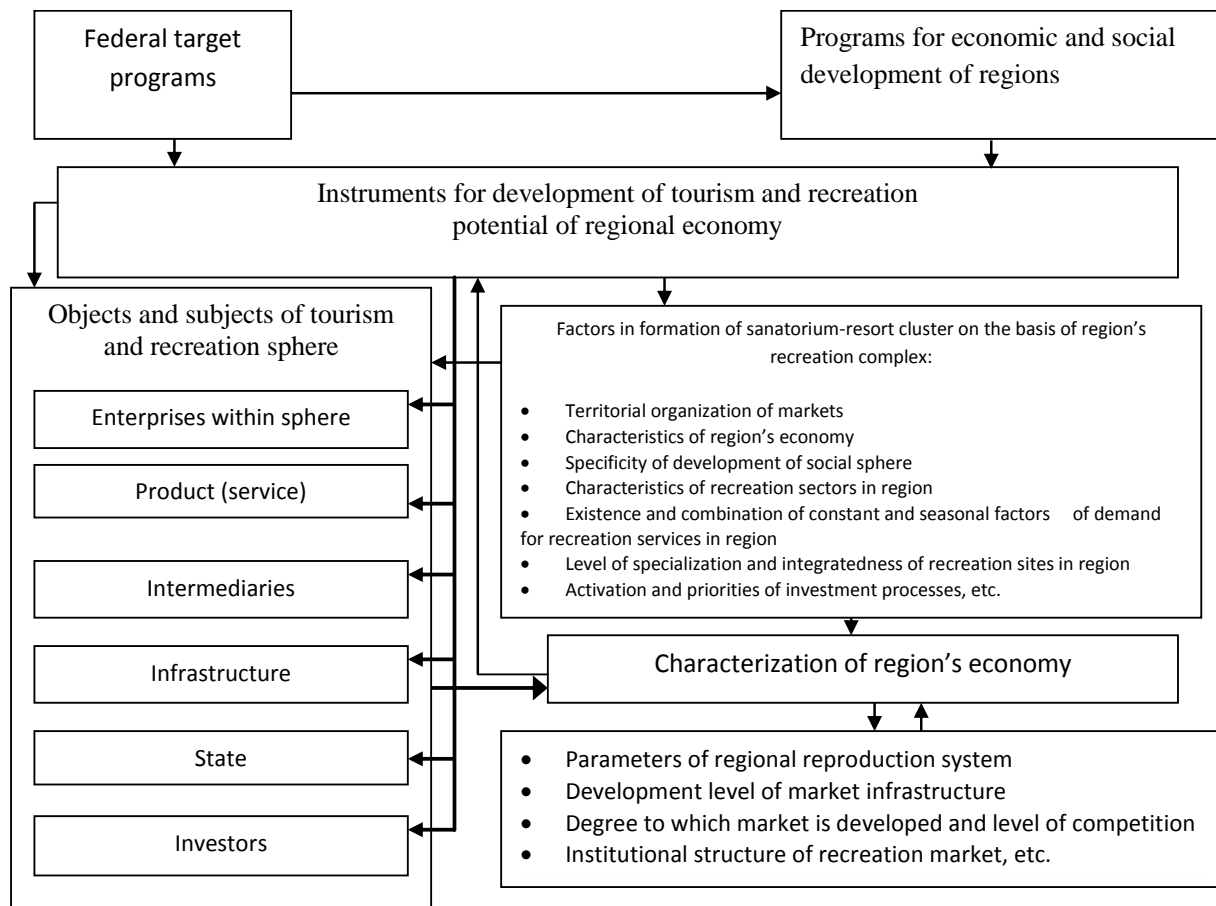 Federal target
programs
Programs for economic and social
development of regions
Instruments for development of tourism and recreation
potential of regional economy
Objects and subjects of tourism
and recreation sphere
Enterprises within sphere
Product (service)
Intermediaries
Infrastructure
State
Investors
Factors in formation of sanatorium-resort cluster on the basis of region’s
recreation complex:
• Territorial organization of markets
• Characteristics of region’s economy
• Specificity of development of social sphere
• Characteristics of recreation sectors in region
• Existence and combination of constant and seasonal factors of demand
for recreation services in region
• Level of specialization and integratedness of recreation sites in region
• Activation and priorities of investment processes, etc.
Characterization of region’s economy
• Parameters of regional reproduction system
• Development level of market infrastructure
• Degree to which market is developed and level of competition
• Institutional structure of recreation market, etc.